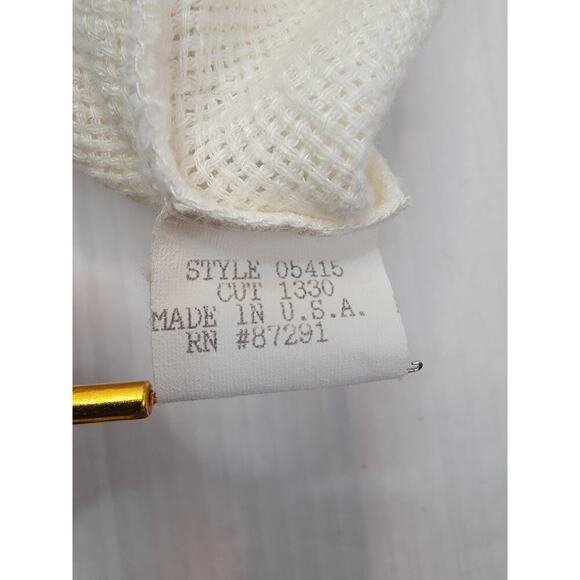 STYLE 05415
CUT 1330
MADE IN U.S.A.
RN #87291